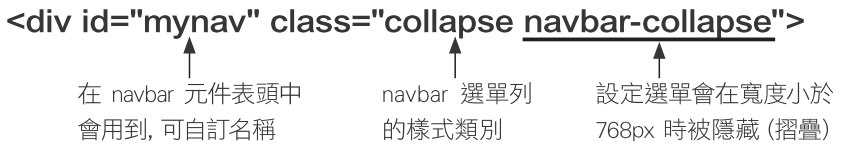 <div id="mynav" class="collapse navbar-collapse">
在 navbar 元件表頭中
會用到, 可自訂名稱
navbar 選單列
的樣式類別
設定選單會在寬度小於
768px 時被隱藏 (摺疊)